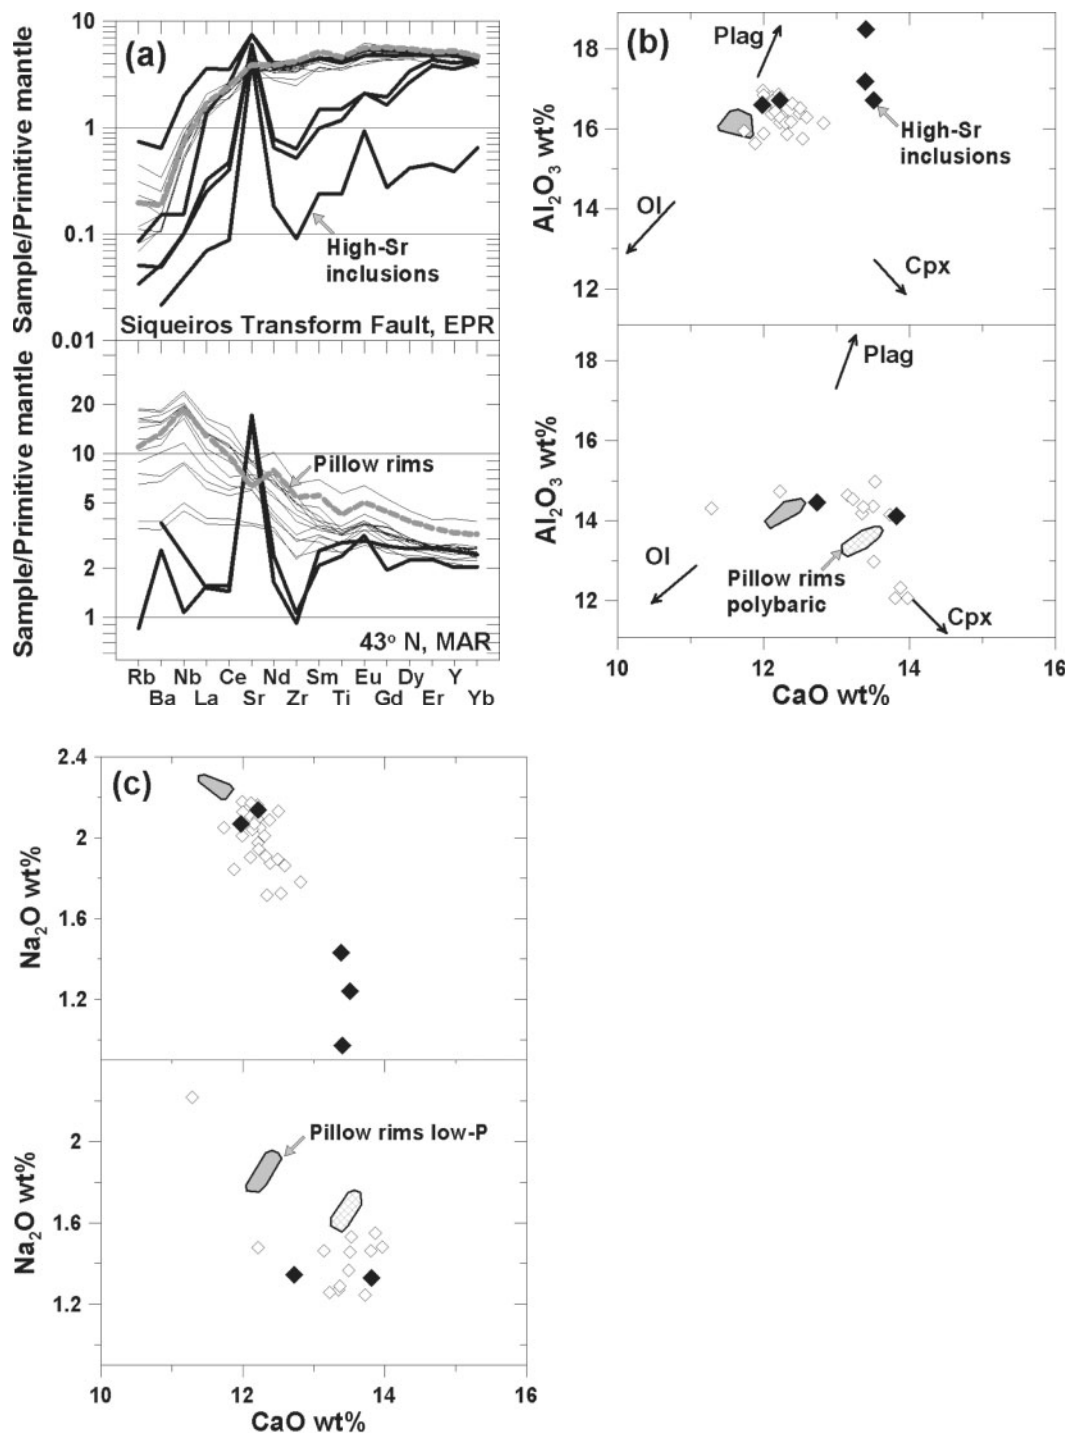 (a)
Sample/Primitive mantle
10
1
0.1
0.01
High-Sr
inclusions
Siqueiros Transform Fault, EPR
Sample/Primitive mantle
20
10
5
2
1
Pillow rims
43º N, MAR
Rb Nb Ce Nd Sm Eu Dy Y
Ba La Sr Zr Ti Gd Er Yb
(b)
Al2O3 wt%
18
16
14
12
Plag
High-Sr
inclusions
Ol
Cpx
Al2O3 wt%
18
16
14
12
Plag
Ol
Pillow rims
polybaric
Cpx
10 12 14 16
CaO wt%
(c)
Na2O wt%
2.4
2
1.6
1.2
Na2O wt%
2
1.6
1.2
Pillow rims low-P
10 12 14 16
CaO wt%